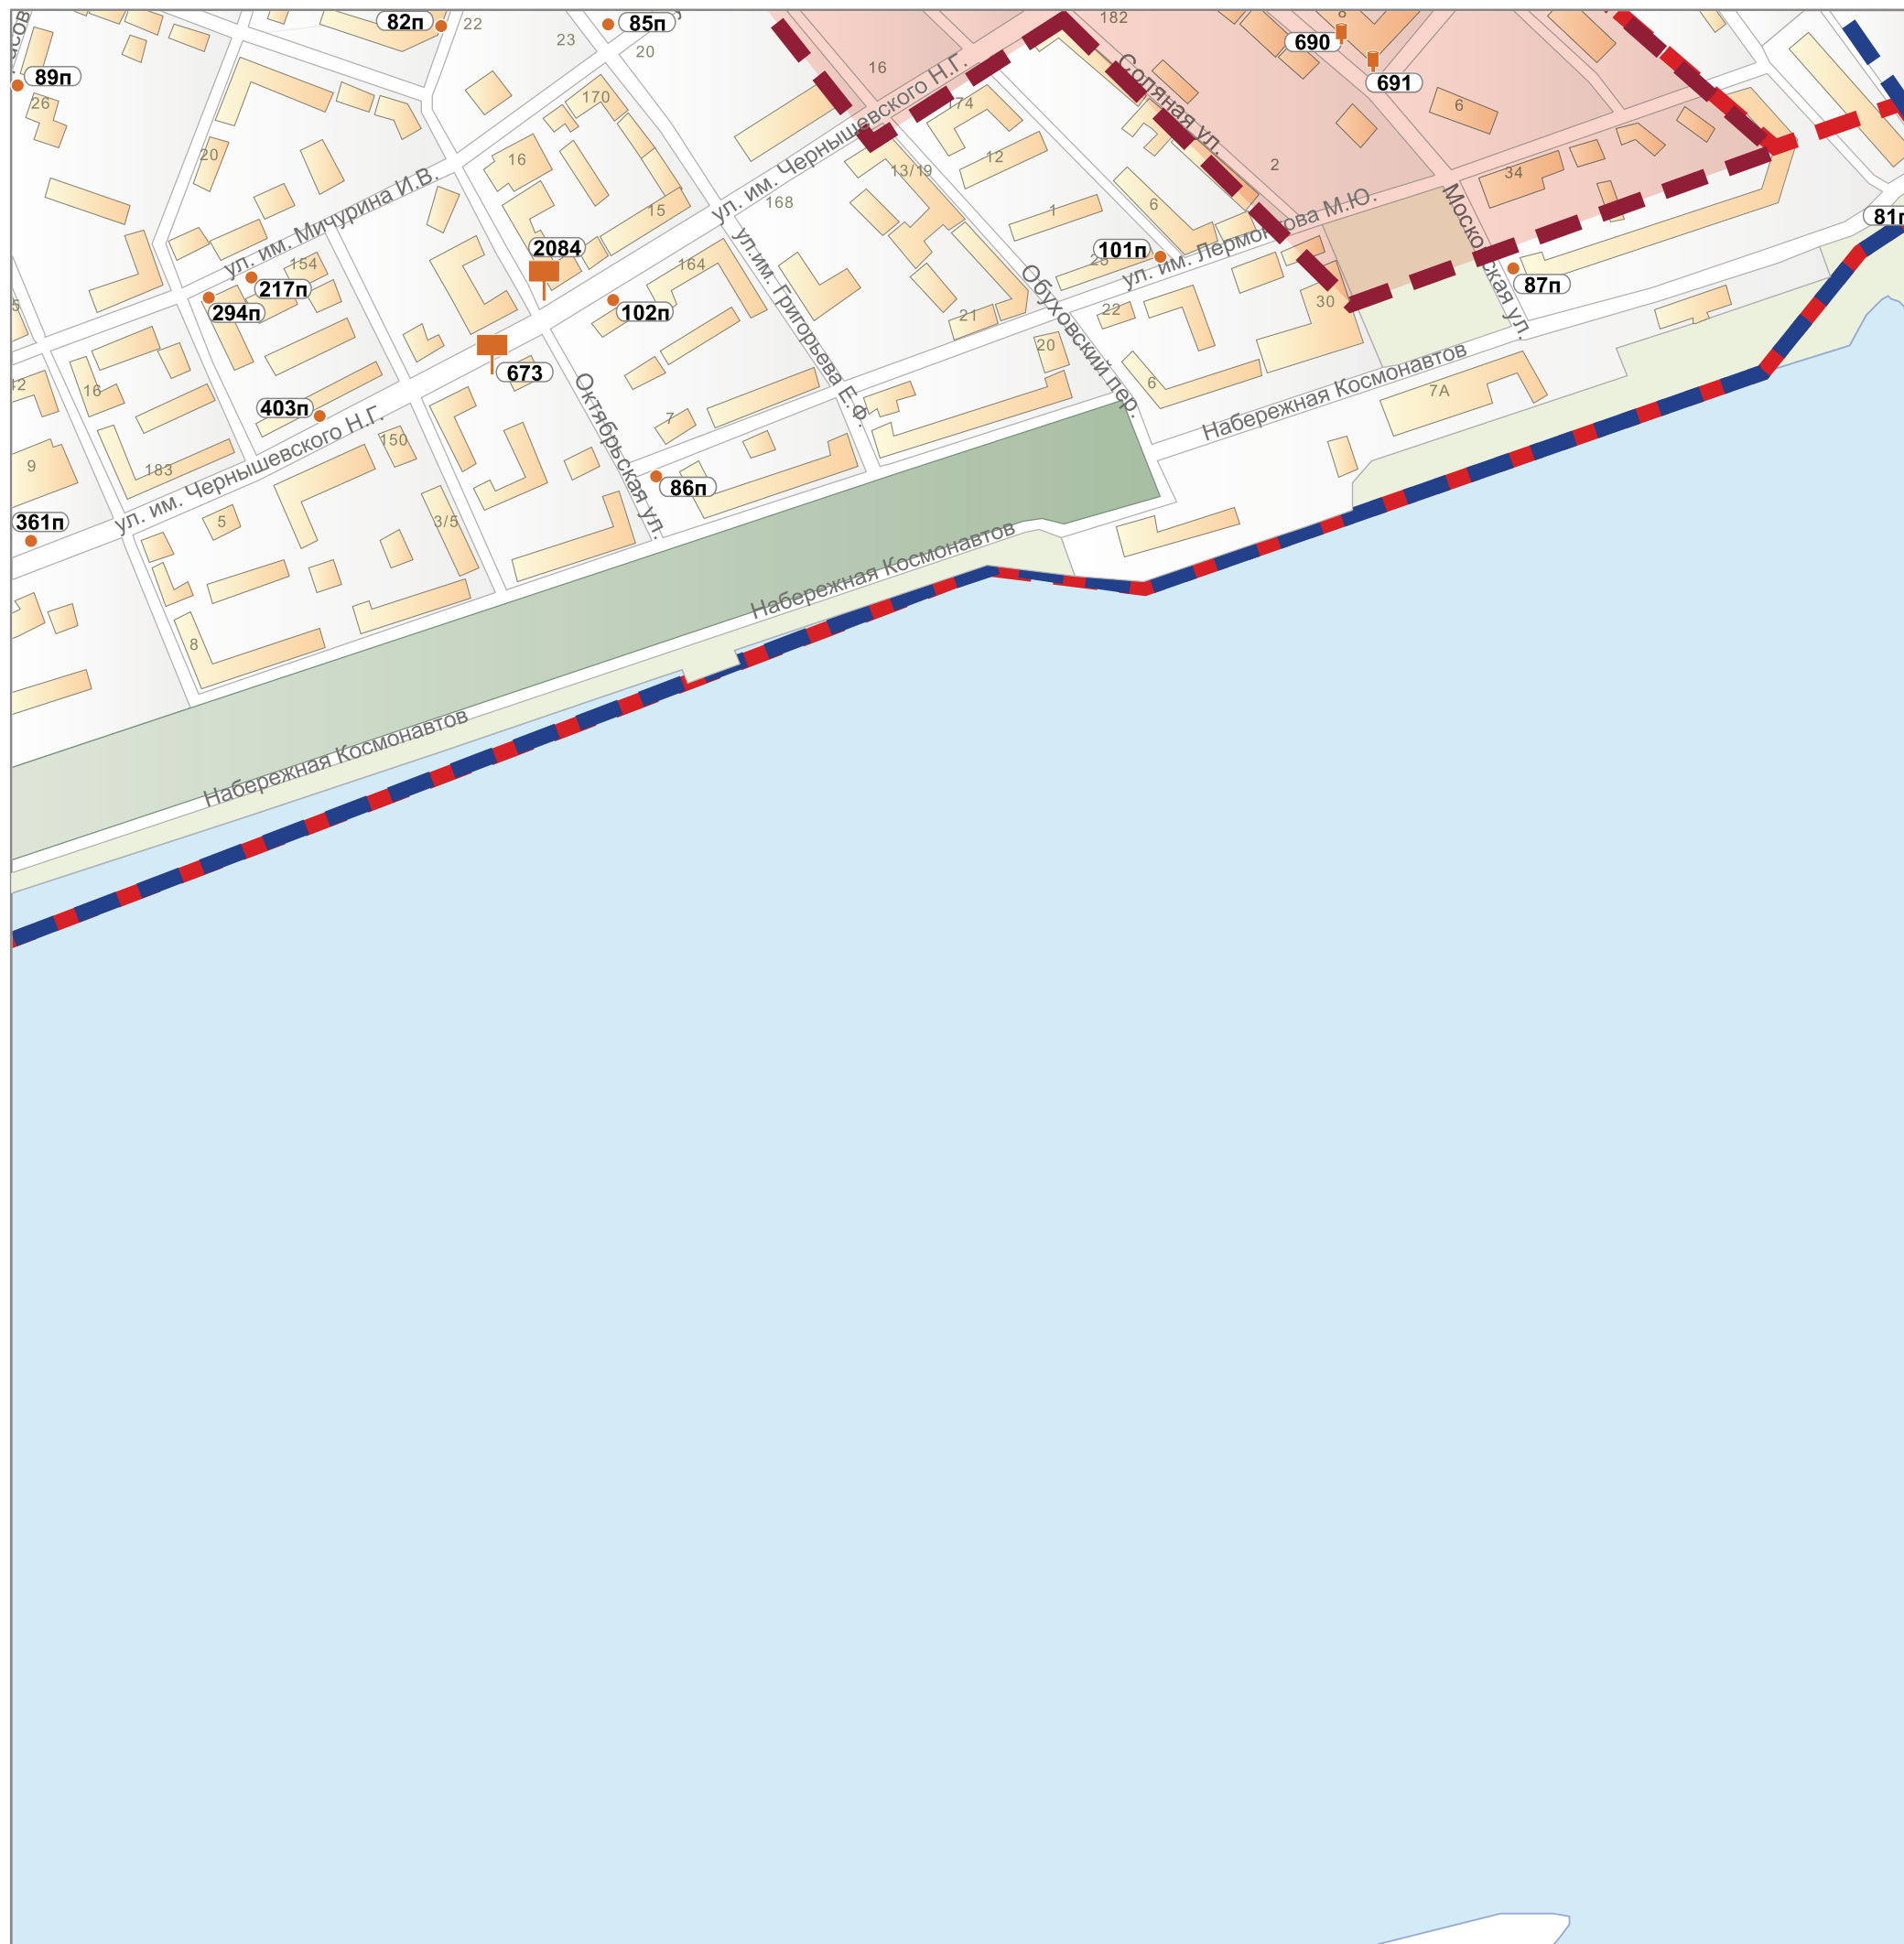 82п
22
23
85п
20
182
8
690
691
16
89п
26
ул. им. Чернышевского Н.Г.
Соляная ул.
174
6
170
20
16
12
13/19
2
34
ул. им. Мичурина И.В.
15
168
1
6
ул. им. Лермонтова М.Ю.
Московская ул.
81п
2084
101п
25
154
217п
294п
164
102п
ул.им. Григорьева Е.Ф.
Обуховский пер.
87п
30
22
21
20
673
Октябрьская ул.
6
Набережная Космонавтов
7А
16
403п
7
150
183
ул. им. Чернышевского Н.Г.
9
86п
361п
5
3/5
Набережная Космонавтов
8
Набережная Космонавтов